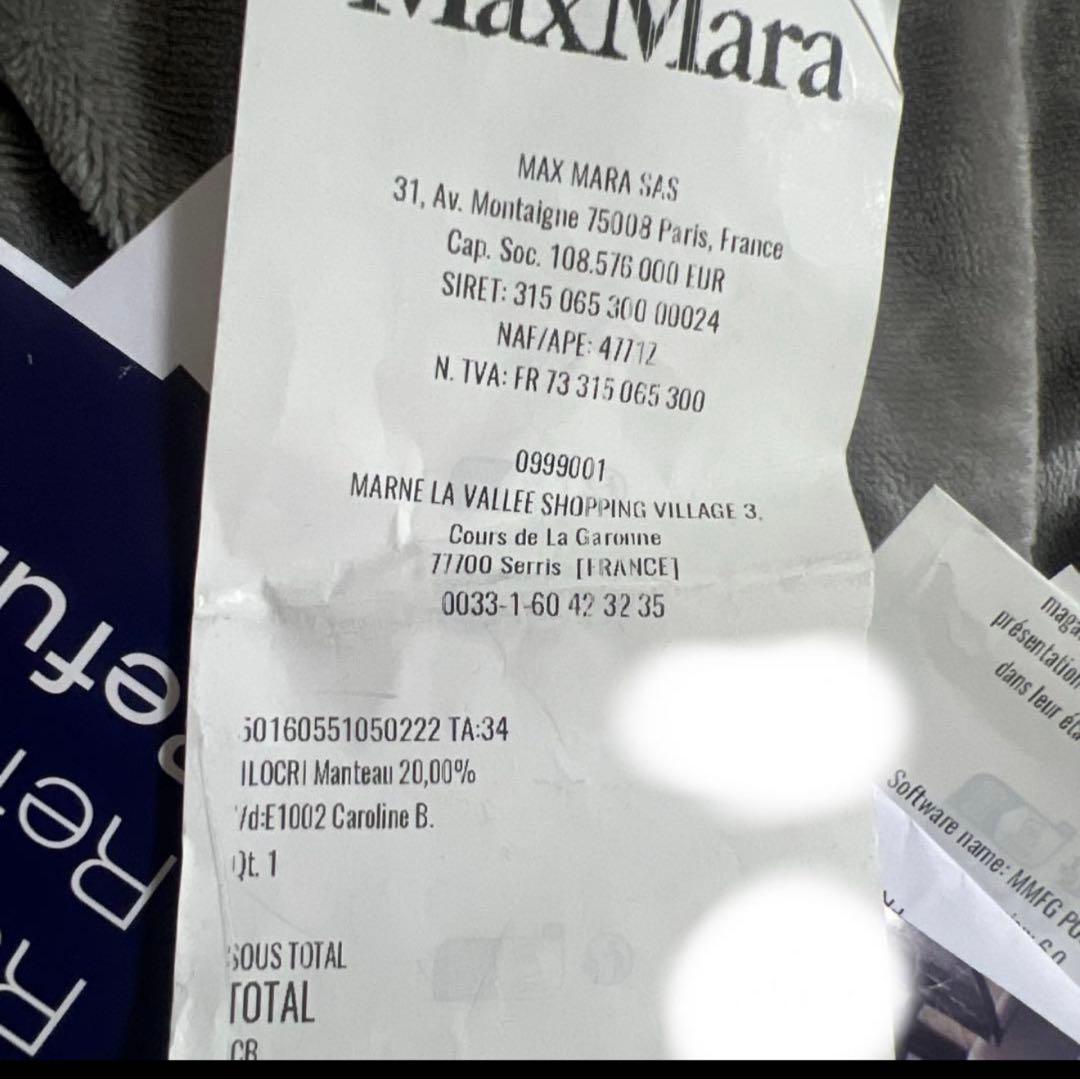 MaxMara
MAX MARA SAS
31, Av. Montaigne 75008 Paris, France
Cap. Soc. 108.576 000 EUR
SIRET: 315 065 300 00024
NAF/APE: 4771Z
N. TVA: FR 73 315 065 300
0999001
MARNE LA VALLEE SHOPPING VILLAGE 3,
Cours de La Garonne
77700 Serris [FRANCE]
0033-1-60 42 32 35
50160551050222 TA:34
ILOCRI Manteau 20,00%
/d:E1002 Caroline B.
Qt. 1
SOUS TOTAL
TOTAL
CB
présentation
dans leur
Software name: MMFG
6.0